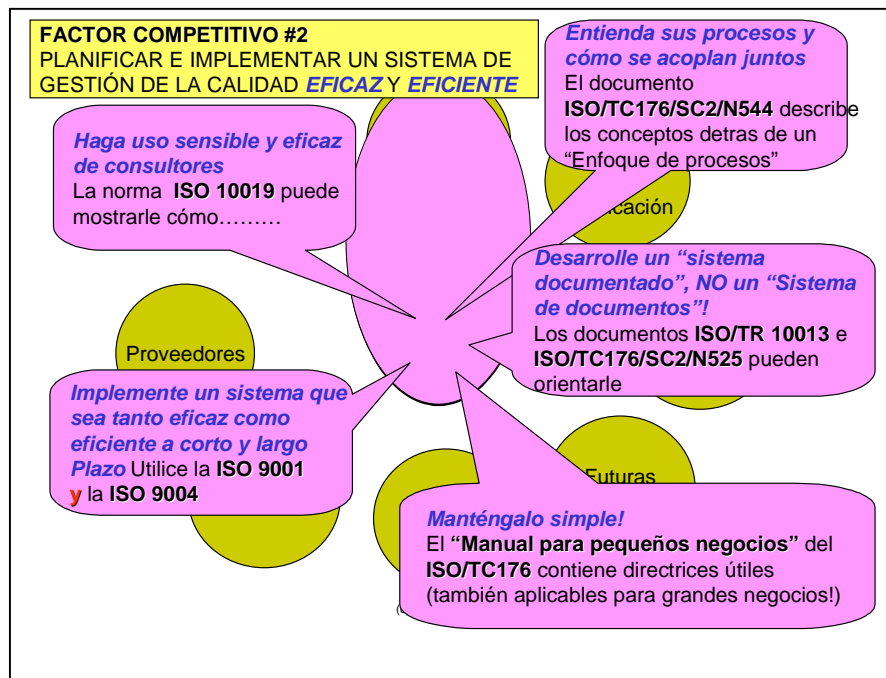 FACTOR COMPETITIVO #2
PLANIFICAR E IMPLEMENTAR UN SISTEMA DE
GESTIÓN DE LA CALIDAD EFICAZ Y EFICIENTE
Entienda sus procesos y
cómo se acoplan juntos
El documento
ISO/TC176/SC2/N544 describe
los conceptos detras de un
“Enfoque de procesos”
Haga uso sensible y eficaz
de consultores
La norma ISO 10019 puede
mostrarle cómo………
Desarrolle un “sistema
documentado”, NO un “Sistema
de documentos”!
Los documentos ISO/TR 10013 e
ISO/TC176/SC2/N525 pueden
orientarle
Proveedores
Implemente un sistema que
sea tanto eficaz como
eficiente a corto y largo
Plazo Utilice la ISO 9001
y la ISO 9004
Futuras
Manténgalo simple!
El “Manual para pequeños negocios” del
ISO/TC176 contiene directrices útiles
(también aplicables para grandes negocios!)